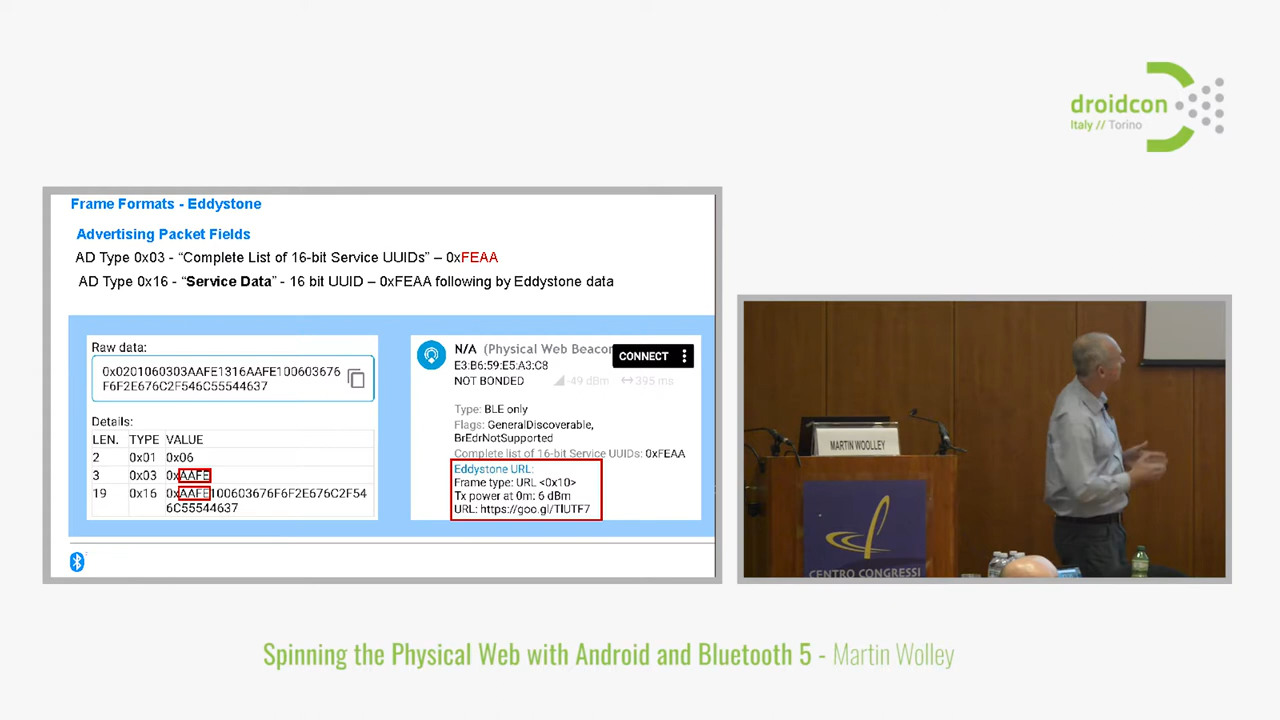 droidcon
Italy // Torino
Frame Formats - Eddystone
Advertising Packet Fields
AD Type 0x03 - “Complete List of 16-bit Service UUIDs” – 0xFEAA
AD Type 0x16 - “Service Data” - 16 bit UUID – 0xFEAA following by Eddystone data
Raw data:
0x0201060303AAFE1316AAFE100603676
F6F2E676C2F546C55544637
Details:
LEN. TYPE VALUE
2 0x01 0x06
3 0x03 0xAAFE
19 0x16 0xAAFE100603676F6F2E676C2F54
6C55544637
N/A (Physical Web Beacon
CONNECT
E3:B6:59:E5:A3:C8
NOT BONDED -49 dBm 395 ms
Type: BLE only
Flags: GeneralDiscoverable,
BrEdrNotSupported
Complete list of 16-bit Service UUIDs: 0xFEAA
Eddystone URL:
Frame type: URL <0x10>
Tx power at 0m: 6 dBm
URL: https://goo.gl/TlUTF7
MARTIN WOOLLEY
CENTRO CONGRESSI
Spinning the Physical Web with Android and Bluetooth 5 - Martin Wolley